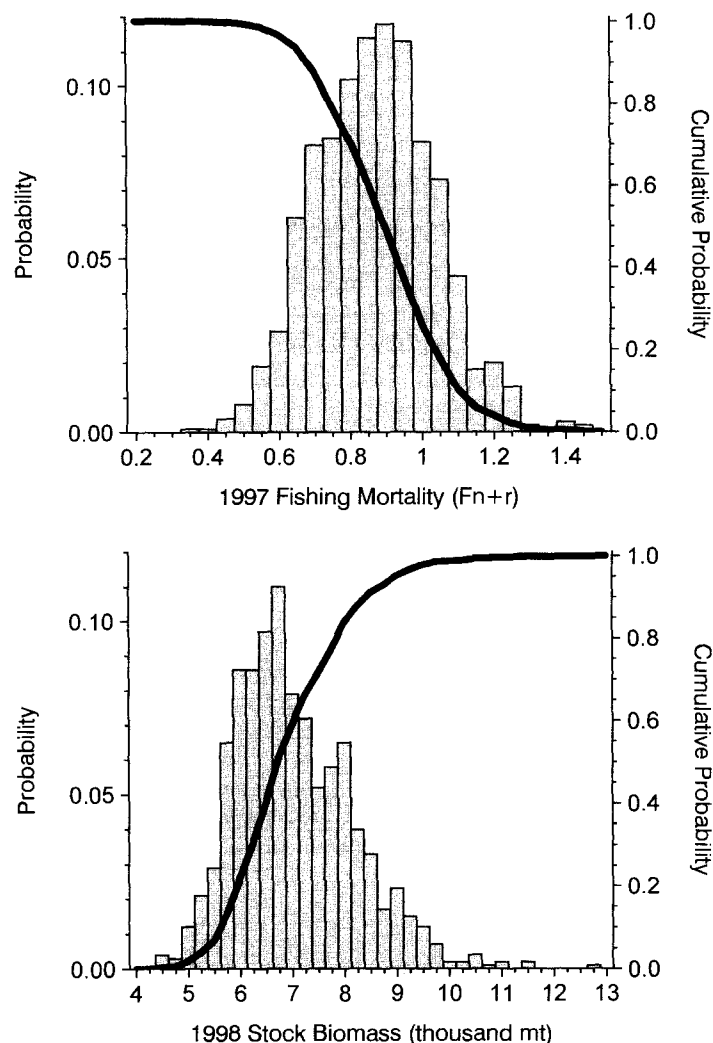 Probability
0.10
0.05
0.00
1.0
0.8
0.6
0.4
0.2
0.0
Cumulative Probability
0.2 0.4 0.6 0.8 1 1.2 1.4
1997 Fishing Mortality (Fn+r)
Probability
0.10
0.05
0.00
1.0
0.8
0.6
0.4
0.2
0.0
Cumulative Probability
4 5 6 7 8 9 10 11 12 13
1998 Stock Biomass (thousand mt)